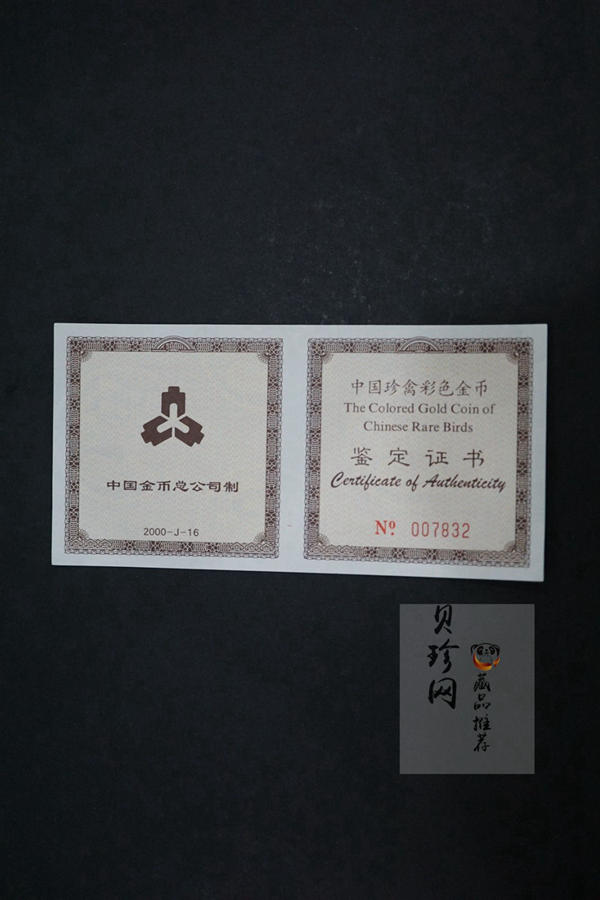 中国金币总公司制
2000-J-16
中国珍禽彩色金币
The Colored Gold Coin of
Chinese Rare Birds
鉴定证书
Certificate of Authenticity
Nº 007832
贝珍网
藏品推荐